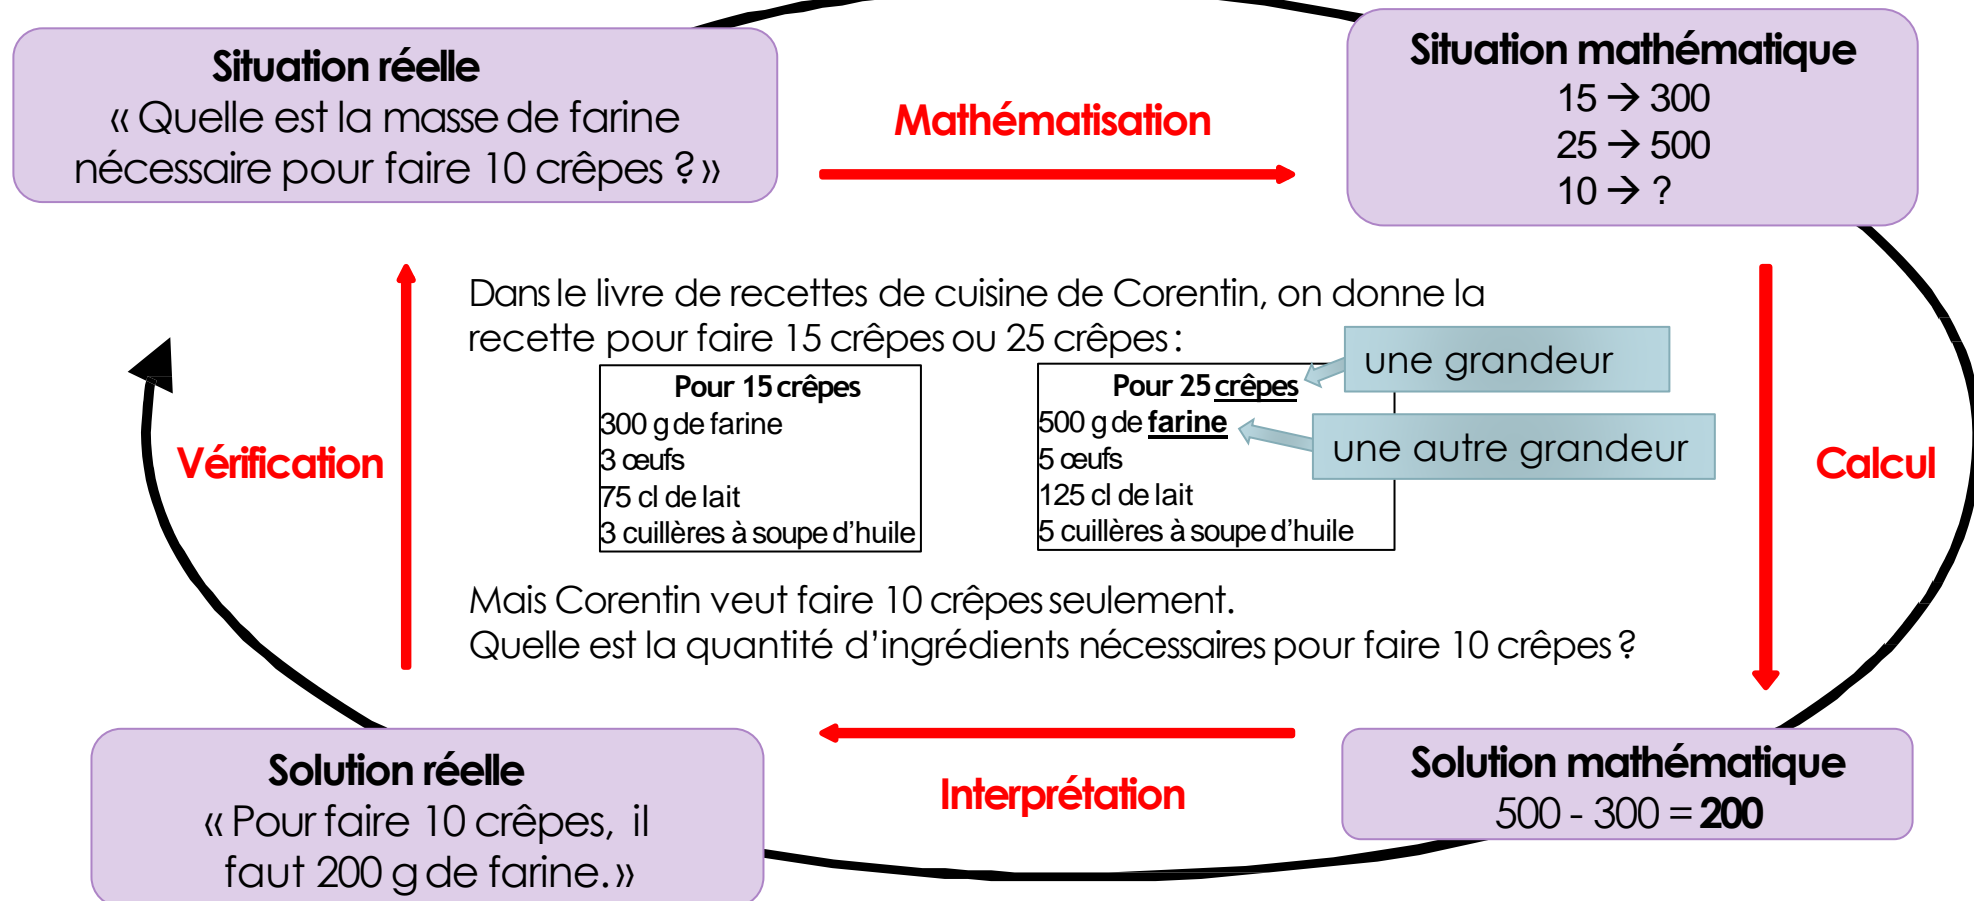 Situation réelle
« Quelle est la masse de farine
nécessaire pour faire 10 crêpes ? »
Mathématisation
Situation mathématique
15 → 300
25 → 500
10 → ?
Dans le livre de recettes de cuisine de Corentin, on donne la
recette pour faire 15 crêpes ou 25 crêpes :
Pour 15 crêpes
300 g de farine
3 œufs
75 cl de lait
3 cuillères à soupe d’huile
Pour 25 crêpes
500 g de farine
5 œufs
125 cl de lait
5 cuillères à soupe d’huile
une grandeur
une autre grandeur
Vérification
Calcul
Mais Corentin veut faire 10 crêpes seulement.
Quelle est la quantité d’ingrédients nécessaires pour faire 10 crêpes ?
Solution réelle
« Pour faire 10 crêpes, il
faut 200 g de farine. »
Interprétation
Solution mathématique
500 - 300 = 200